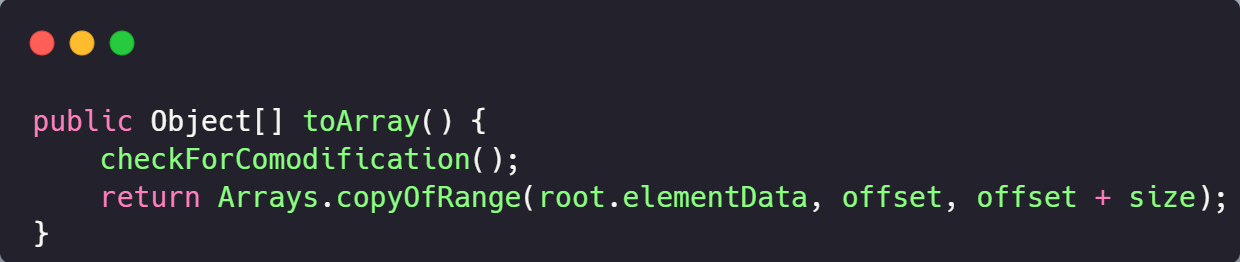 public Object[] toArray() {
    checkForComodification();
    return Arrays.copyOfRange(root.elementData, offset, offset + size);
}